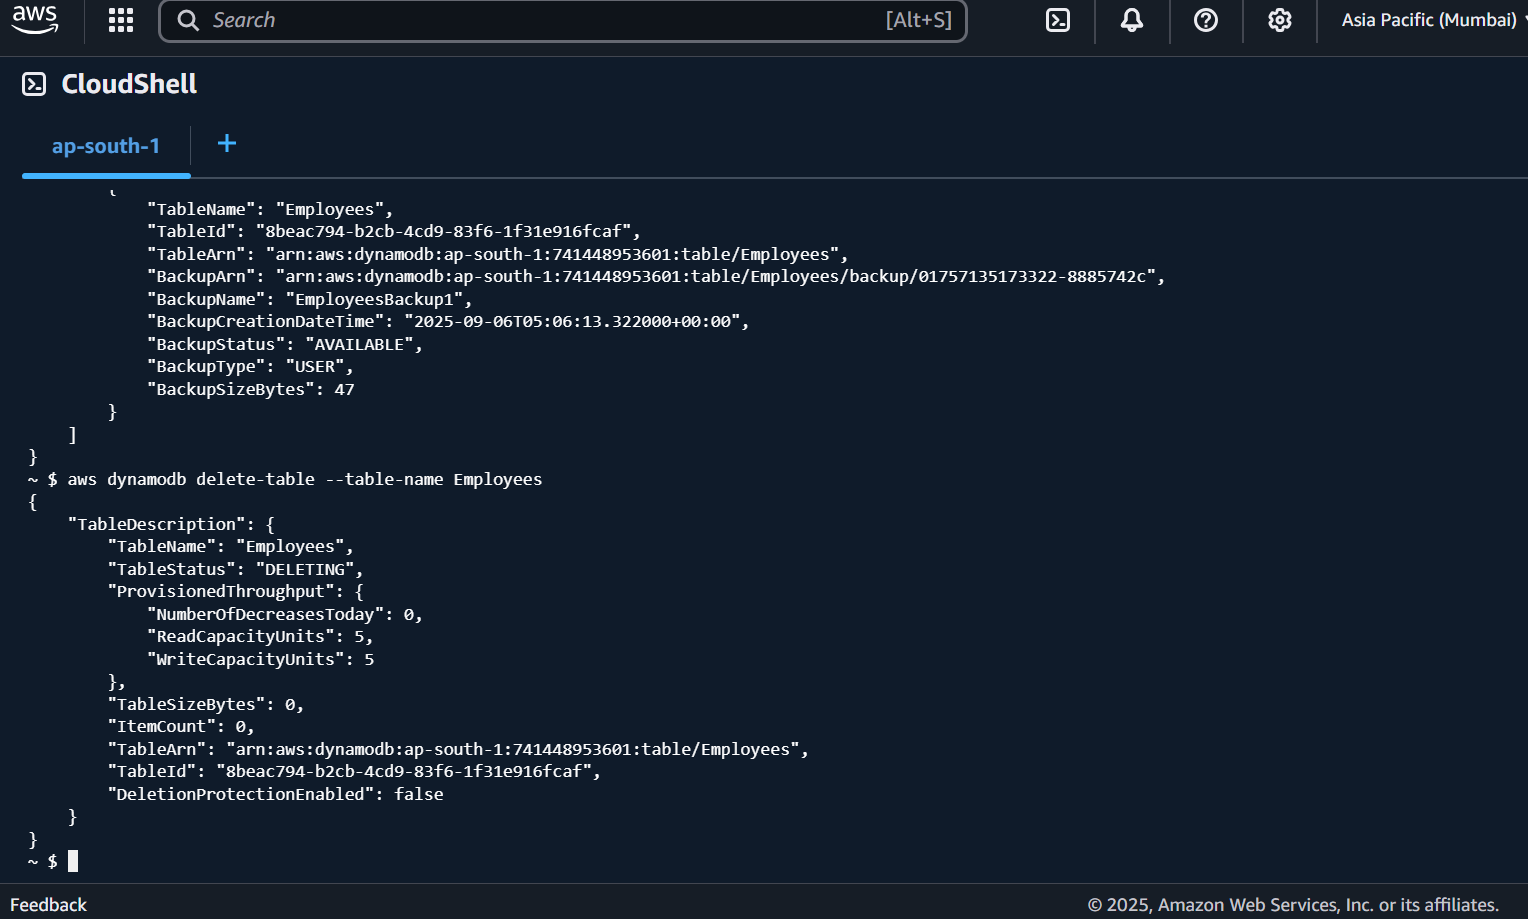 aws
Search [Alt+S]
Asia Pacific (Mumbai)
CloudShell
ap-south-1 +
{
"TableName": "Employees",
"TableId": "8beac794-b2cb-4cd9-83f6-1f31e916fcaf",
"TableArn": "arn:aws:dynamodb:ap-south-1:741448953601:table/Employees",
"BackupArn": "arn:aws:dynamodb:ap-south-1:741448953601:table/Employees/backup/01757135173322-8885742c",
"BackupName": "EmployeesBackup1",
"BackupCreationDateTime": "2025-09-06T05:06:13.322000+00:00",
"BackupStatus": "AVAILABLE",
"BackupType": "USER",
"BackupSizeBytes": 47
}
]
}
~ $ aws dynamodb delete-table --table-name Employees
{
"TableDescription": {
"TableName": "Employees",
"TableStatus": "DELETING",
"ProvisionedThroughput": {
"NumberOfDecreasesToday": 0,
"ReadCapacityUnits": 5,
"WriteCapacityUnits": 5
},
"TableSizeBytes": 0,
"ItemCount": 0,
"TableArn": "arn:aws:dynamodb:ap-south-1:741448953601:table/Employees",
"TableId": "8beac794-b2cb-4cd9-83f6-1f31e916fcaf",
"DeletionProtectionEnabled": false
}
}
~ $
Feedback
© 2025, Amazon Web Services, Inc. or its affiliates.